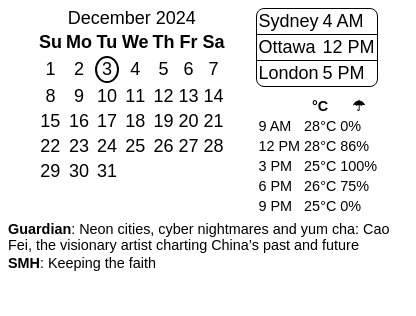 December 2024
Su Mo Tu We Th Fr Sa
1 2 3 4 5 6 7
8 9 10 11 12 13 14
15 16 17 18 19 20 21
22 23 24 25 26 27 28
29 30 31
Sydney 4 AM
Ottawa 12 PM
London 5 PM
°C ☂
9 AM 28°C 0%
12 PM 28°C 86%
3 PM 25°C 100%
6 PM 26°C 75%
9 PM 25°C 0%
Guardian: Neon cities, cyber nightmares and yum cha: Cao
Fei, the visionary artist charting China’s past and future
SMH: Keeping the faith